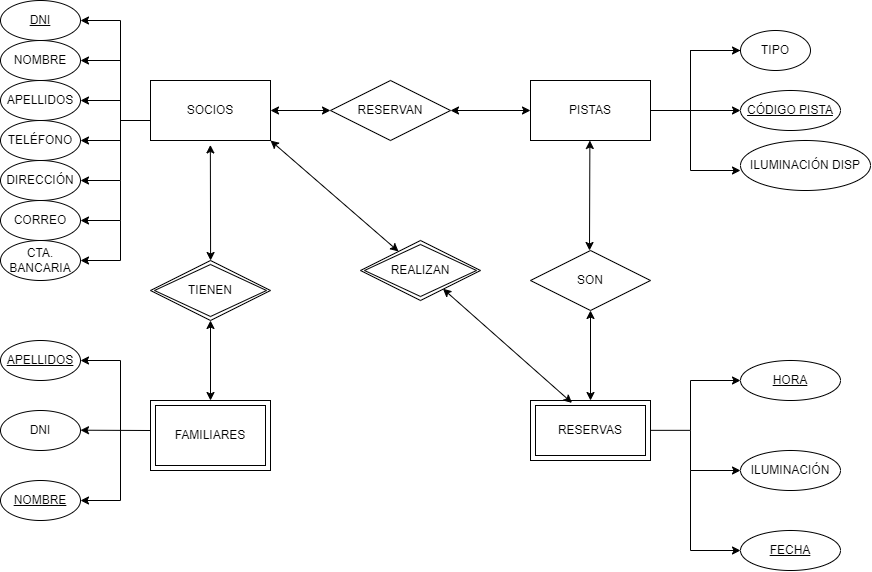 DNI
NOMBRE
APELLIDOS
TELÉFONO
DIRECCIÓN
CORREO
CTA.
BANCARIA
SOCIOS
RESERVAN
PISTAS
TIPO
CÓDIGO PISTA
ILUMINACIÓN DISP
TIENEN
REALIZAN
SON
APELLIDOS
DNI
NOMBRE
FAMILIARES
RESERVAS
HORA
ILUMINACIÓN
FECHA